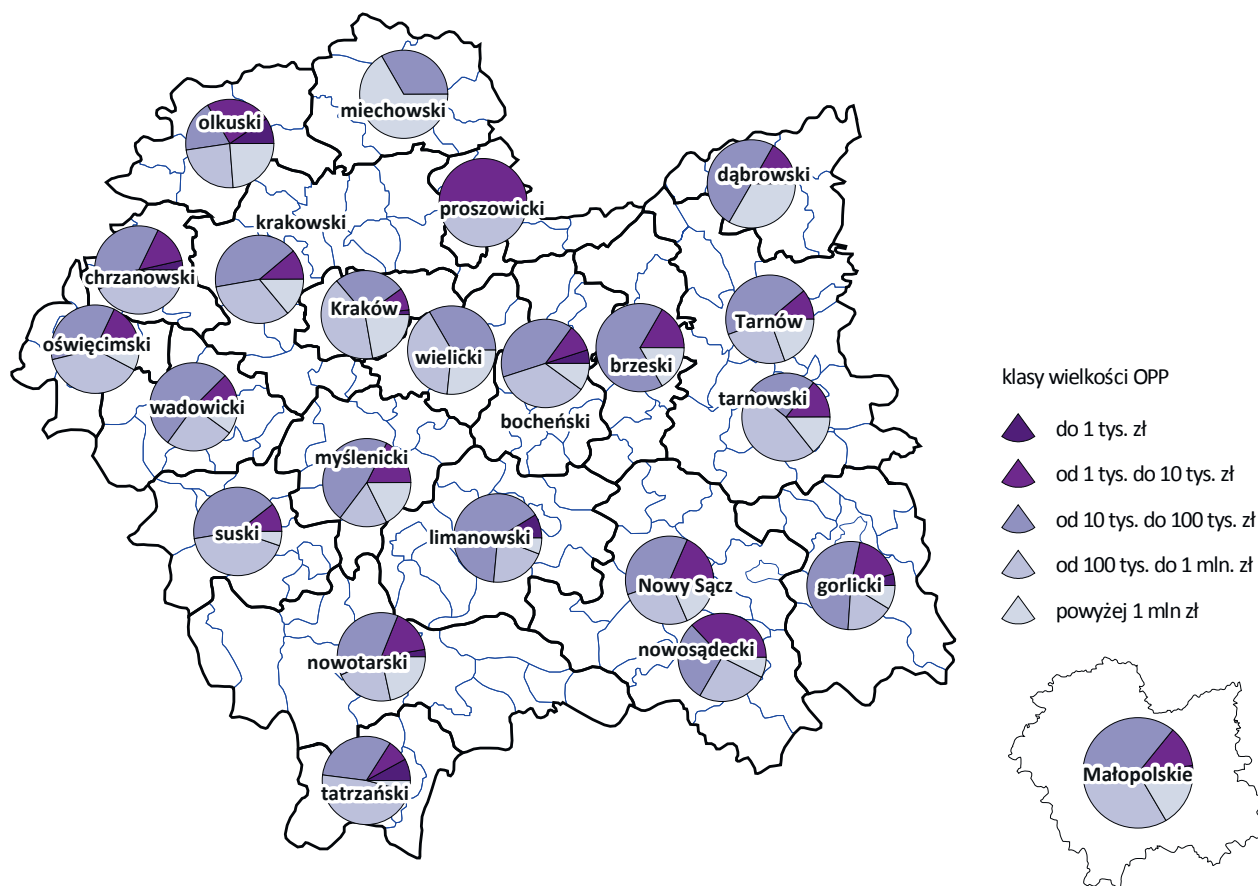 miechowski
olkuski
dąbrowski
proszowicki
krakowski
chrzanowski
Kraków
Tarnów
oświęcimski
wielicki
brzeski
tarnowski
wadowicki
bocheński
myślenicki
suski
limanowski
Nowy Sącz
gorlicki
nowosądecki
nowotarski
tatrzański
klasy wielkości OPP
do 1 tys. zł
od 1 tys. do 10 tys. zł
od 10 tys. do 100 tys. zł
od 100 tys. do 1 mln. zł
powyżej 1 mln zł
Małopolskie